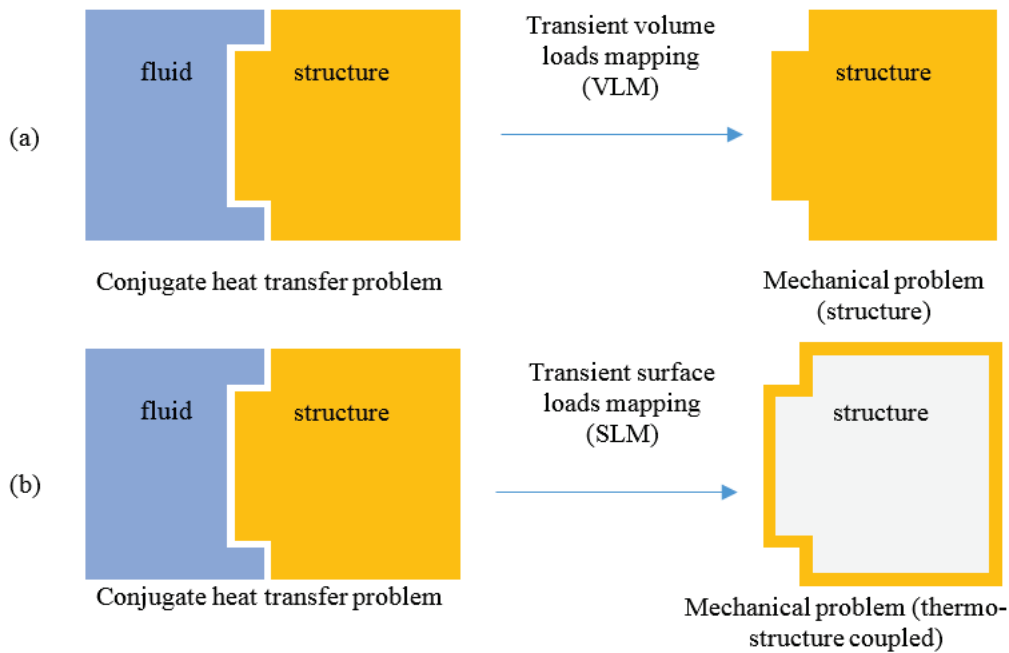 (a)
fluid
structure
Conjugate heat transfer problem
Transient volume
loads mapping
(VLM)
structure
Mechanical problem
(structure)
(b)
fluid
structure
Conjugate heat transfer problem
Transient surface
loads mapping
(SLM)
structure
Mechanical problem (thermo-
structure coupled)